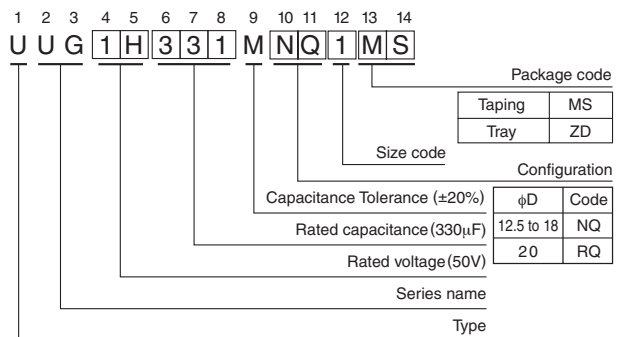 1 2 3 4 5 6 7 8 9 10 11 12 13 14
U U G 1 H 3 3 1 M N Q 1 M S
Package code
Taping MS
Tray ZD
Size code
Configuration
ϕD Code
12.5 to 18 NQ
20 RQ
Capacitance Tolerance (±20%)
Rated capacitance (330µF)
Rated voltage (50V)
Series name
Type